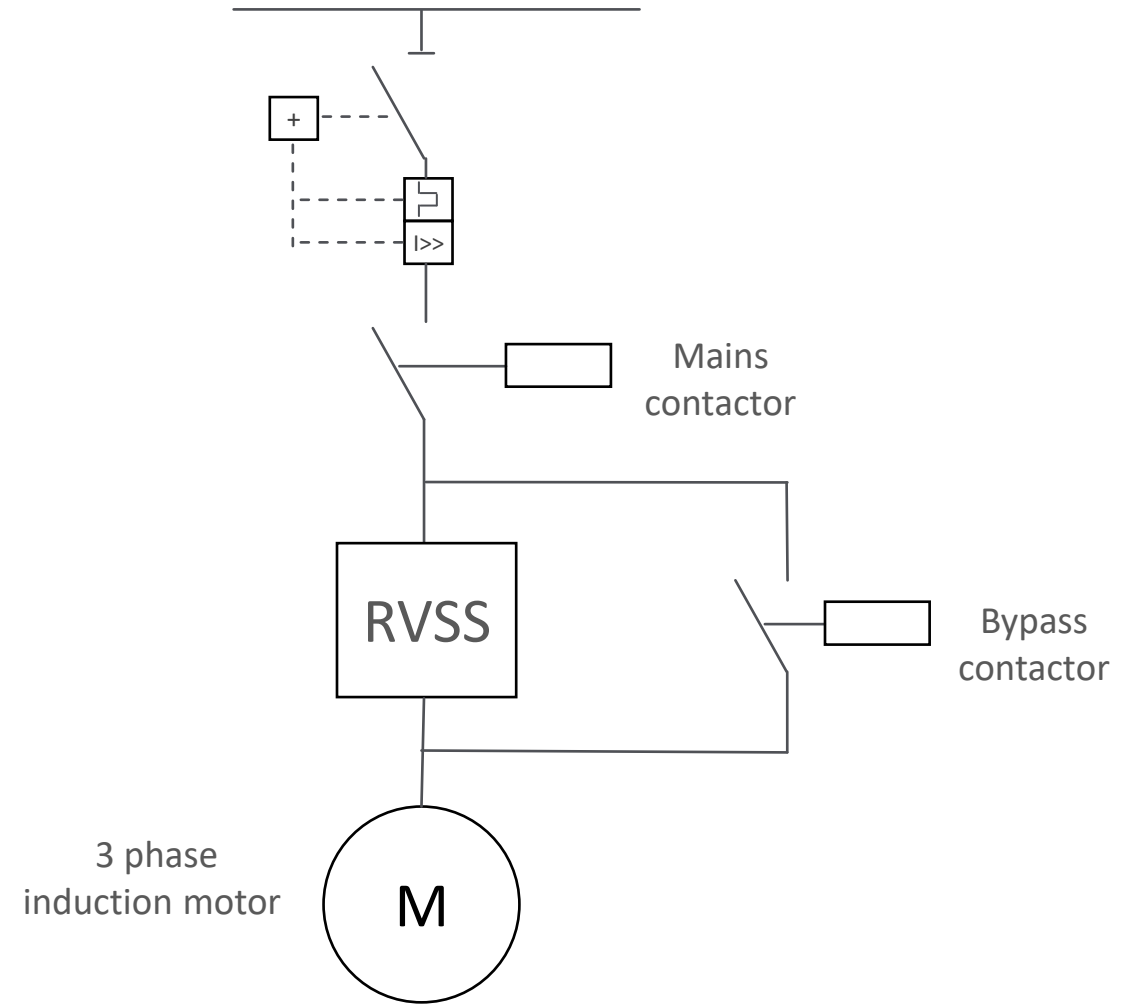 +
I>>
Mains
contactor
RVSS
Bypass
contactor
3 phase
induction motor
M